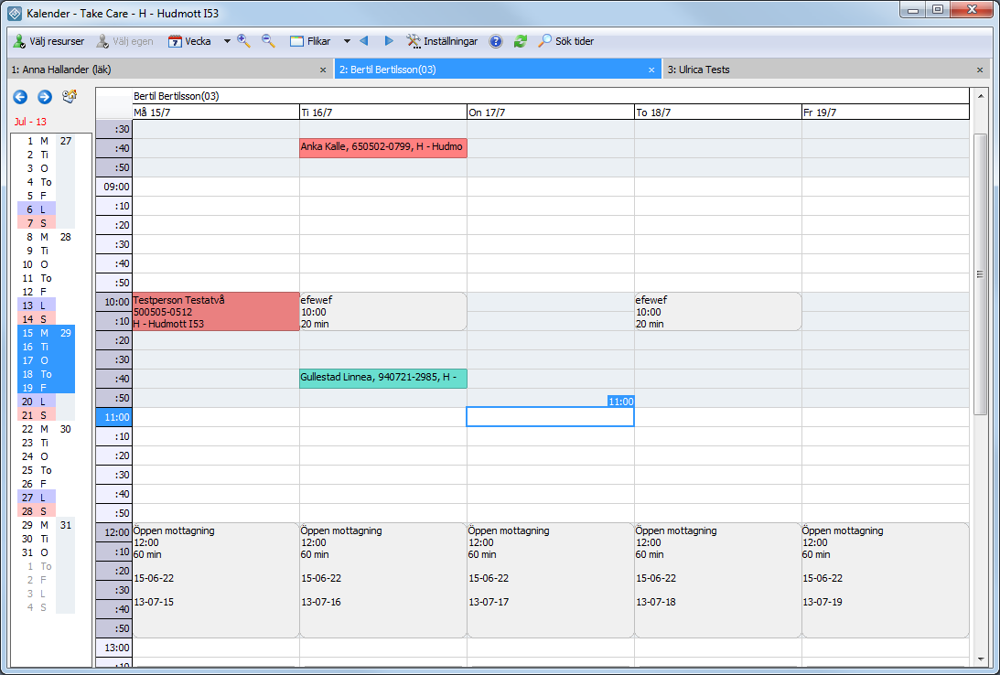 Kalender - Take Care - H - Hudmott I53
Välj resurser Välj egen 7 Vecka Flikar Inställningar ? Sök tider
1: Anna Hallander (läk) × 2: Bertil Bertilsson(03) × 3: Ulrica Tests ×
Jul - 13
1 M 27
2 Ti
3 O
4 To
5 F
6 L
7 S
8 M 28
9 Ti
10 O
11 To
12 F
13 L
14 S
15 M 29
16 Ti
17 O
18 To
19 F
20 L
21 S
22 M 30
23 Ti
24 O
25 To
26 F
27 L
28 S
29 M 31
30 Ti
31 O
1 To
2 F
3 L
4 S
Bertil Bertilsson(03)
Må 15/7 Ti 16/7 On 17/7 To 18/7 Fr 19/7
:30
:40 Anka Kalle, 650502-0799, H - Hudmo
:50
09:00
:10
:20
:30
:40
:50
10:00 Testperson Testatvå efewef efewef
500505-0512 10:00 10:00
:10 H - Hudmott I53 20 min 20 min
:20
:30
:40 Gullestad Linnea, 940721-2985, H -
:50 11:00
11:00
:10
:20
:30
:40
:50
12:00 Öppen mottagning Öppen mottagning Öppen mottagning Öppen mottagning Öppen mottagning
12:00 12:00 12:00 12:00 12:00
:10 60 min 60 min 60 min 60 min 60 min
:20
15-06-22 15-06-22 15-06-22 15-06-22 15-06-22
:30
13-07-15 13-07-16 13-07-17 13-07-18 13-07-19
:40
:50
13:00
:10